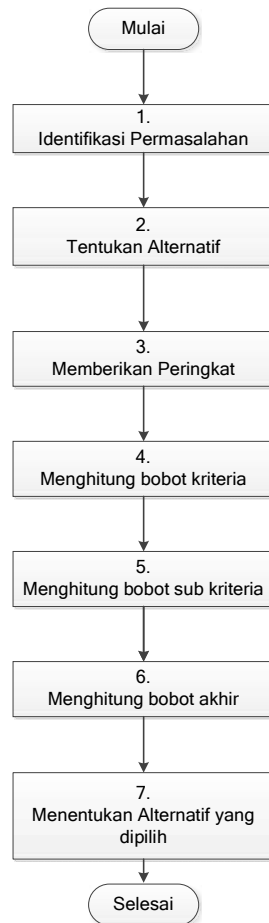 Mulai
1.
Identifikasi Permasalahan
2.
Tentukan Alternatif
3.
Memberikan Peringkat
4.
Menghitung bobot kriteria
5.
Menghitung bobot sub kriteria
6.
Menghitung bobot akhir
7.
Menentukan Alternatif yang
dipilih
Selesai